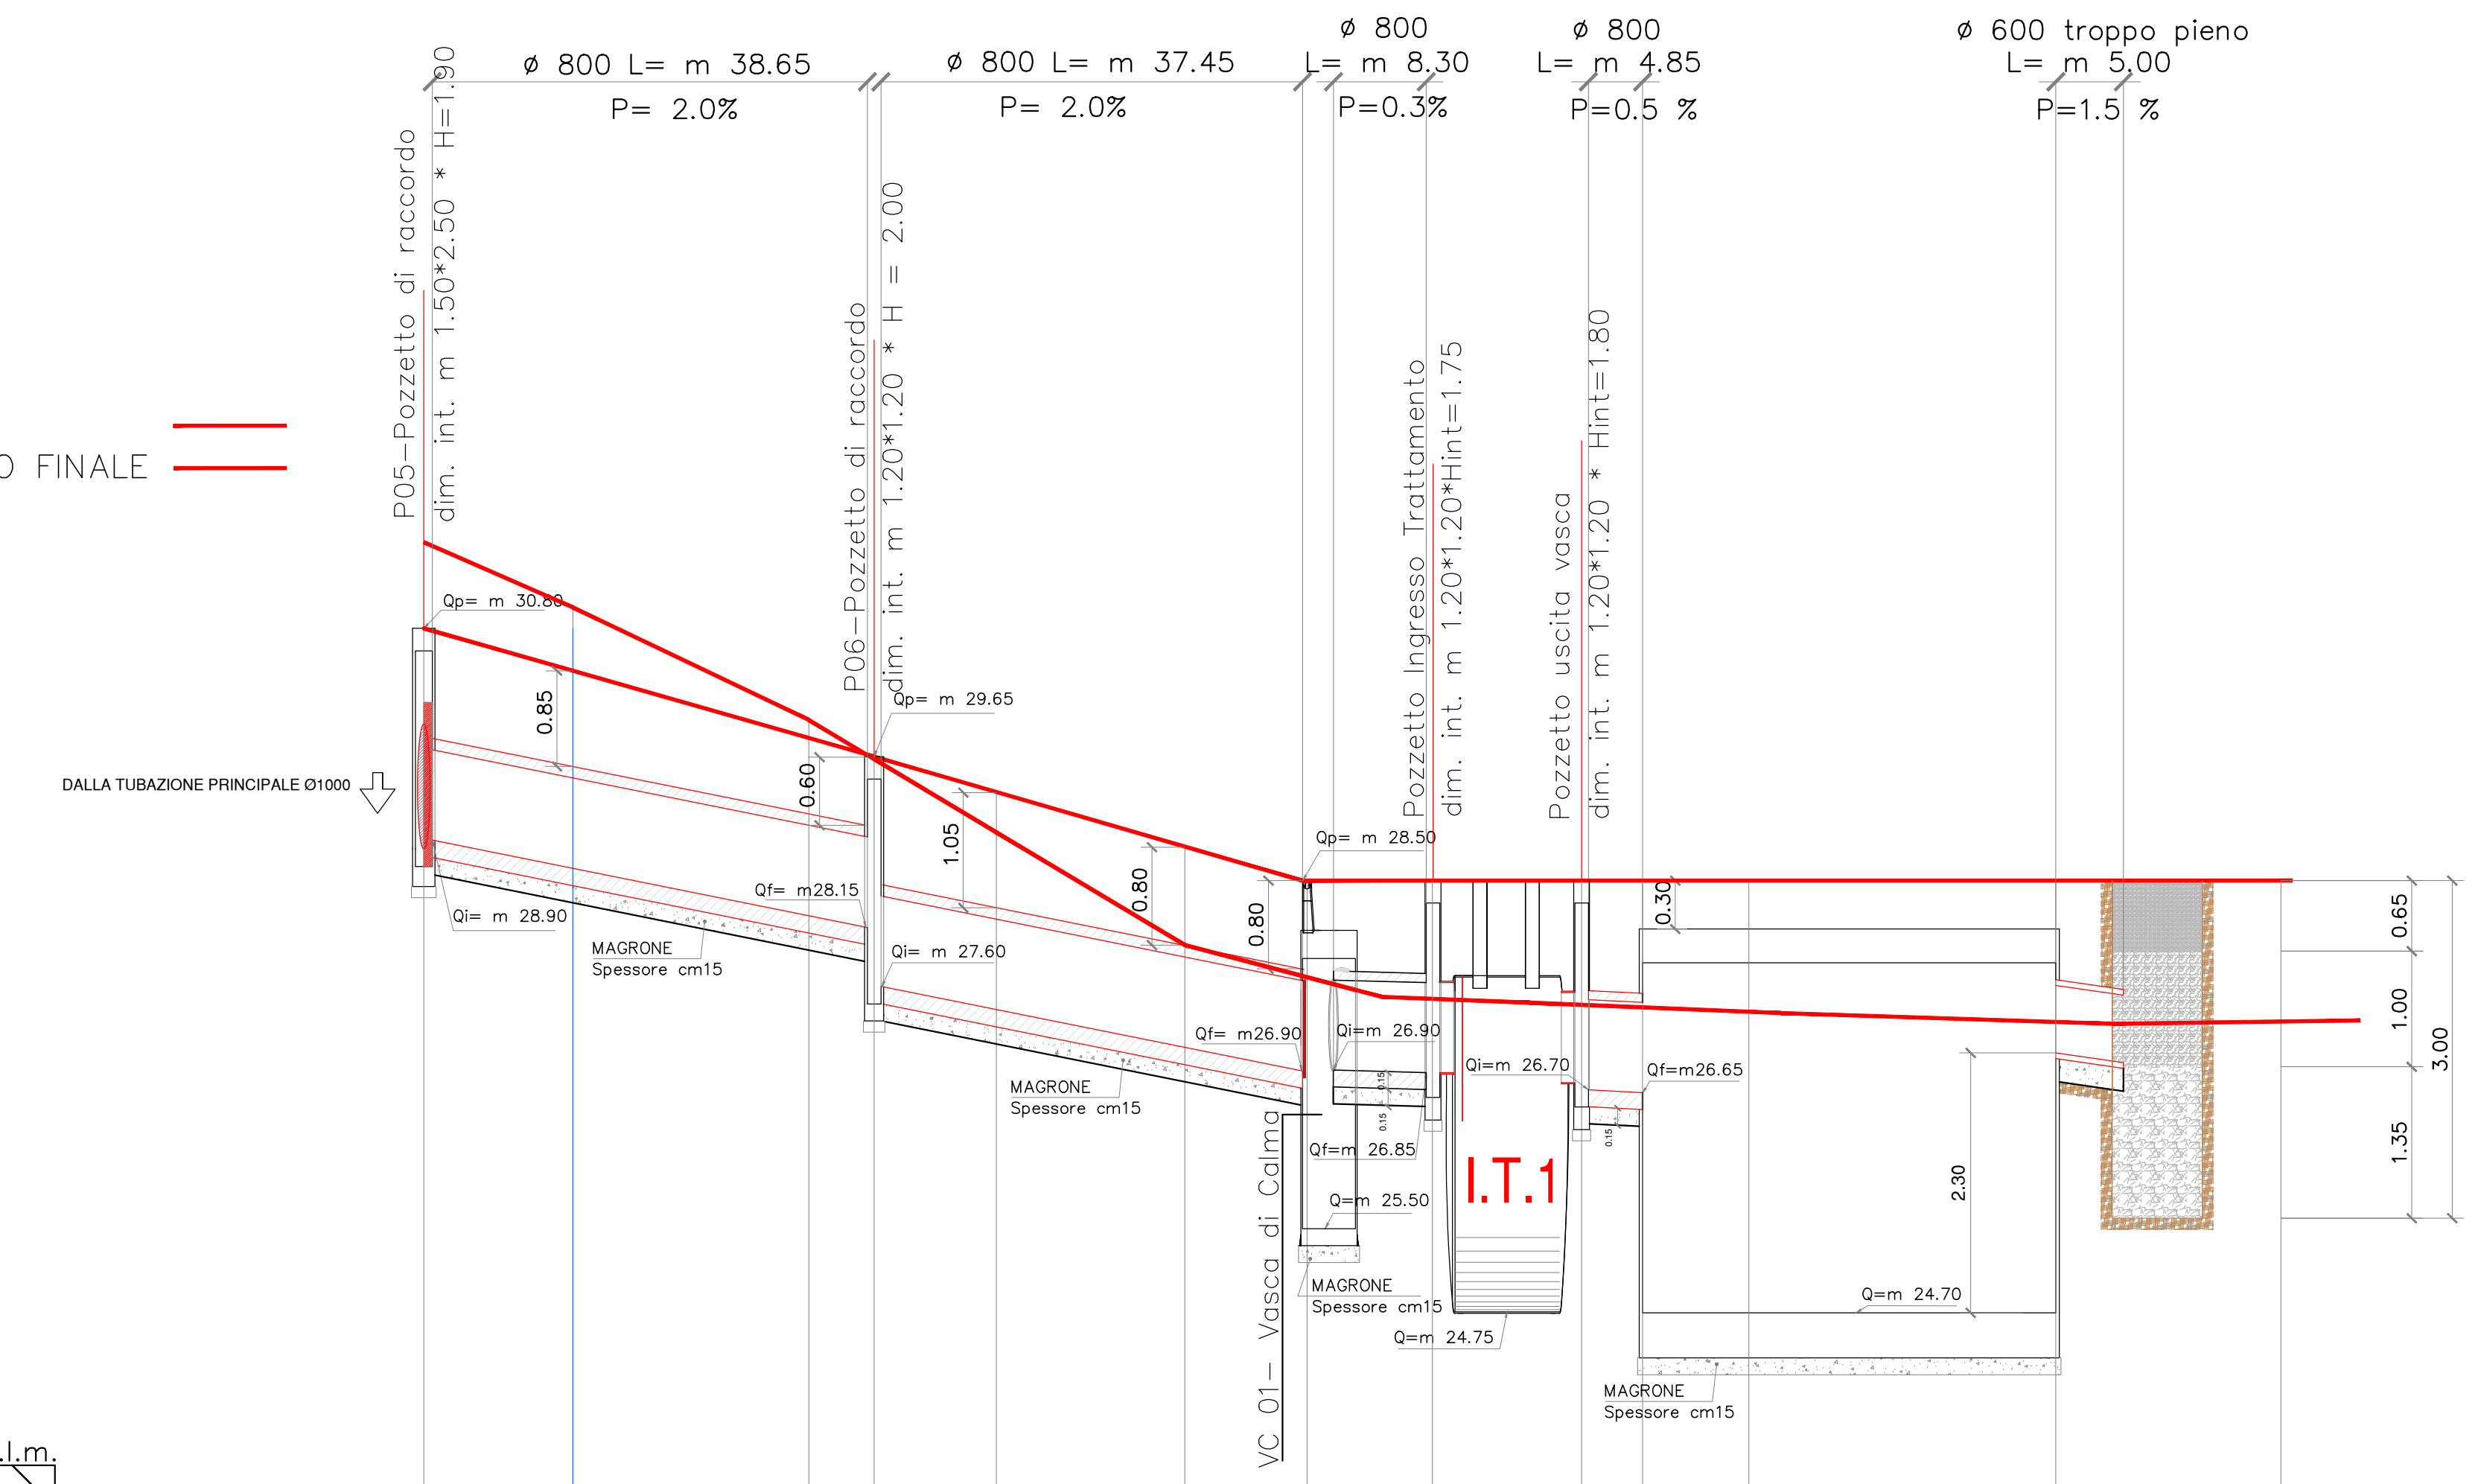 ø 800 L= m 38.65
P= 2.0%
ø 800 L= m 37.45
P= 2.0%
ø 800
L= m 8.30
P=0.3%
ø 800
L= m 4.85
P=0.5 %
ø 600 troppo pieno
L= m 5.00
P=1.5 %
P05-Pozzetto di raccordo
dim. int. m 1.50*2.50 * H=1.90
P06-Pozzetto di raccordo
dim. int. m 1.20*1.20 * H = 2.00
Pozzetto Ingresso Trattamento
dim. int. m 1.20*1.20*Hint=1.75
Pozzetto uscita vasca
dim. int. m 1.20*1.20 * Hint=1.80
O FINALE
Qp= m 30.80
0.85
Qp= m 29.65
0.60
DALLA TUBAZIONE PRINCIPALE Ø1000
1.05
0.80
Qp= m 28.50
0.80
0.30
0.65
1.00
3.00
1.35
Qf= m28.15
Qi= m 28.90
MAGRONE
Spessore cm15
Qi= m 27.60
MAGRONE
Spessore cm15
Qf= m26.90
Qi=m 26.90
0.15
0.15
Qf=m 26.85
Qi=m 26.70
Qf=m26.65
0.15
I.T.1
Q=m 25.50
VC 01- Vasca di Calma
MAGRONE
Spessore cm15
Q=m 24.75
2.30
Q=m 24.70
MAGRONE
Spessore cm15
.l.m.